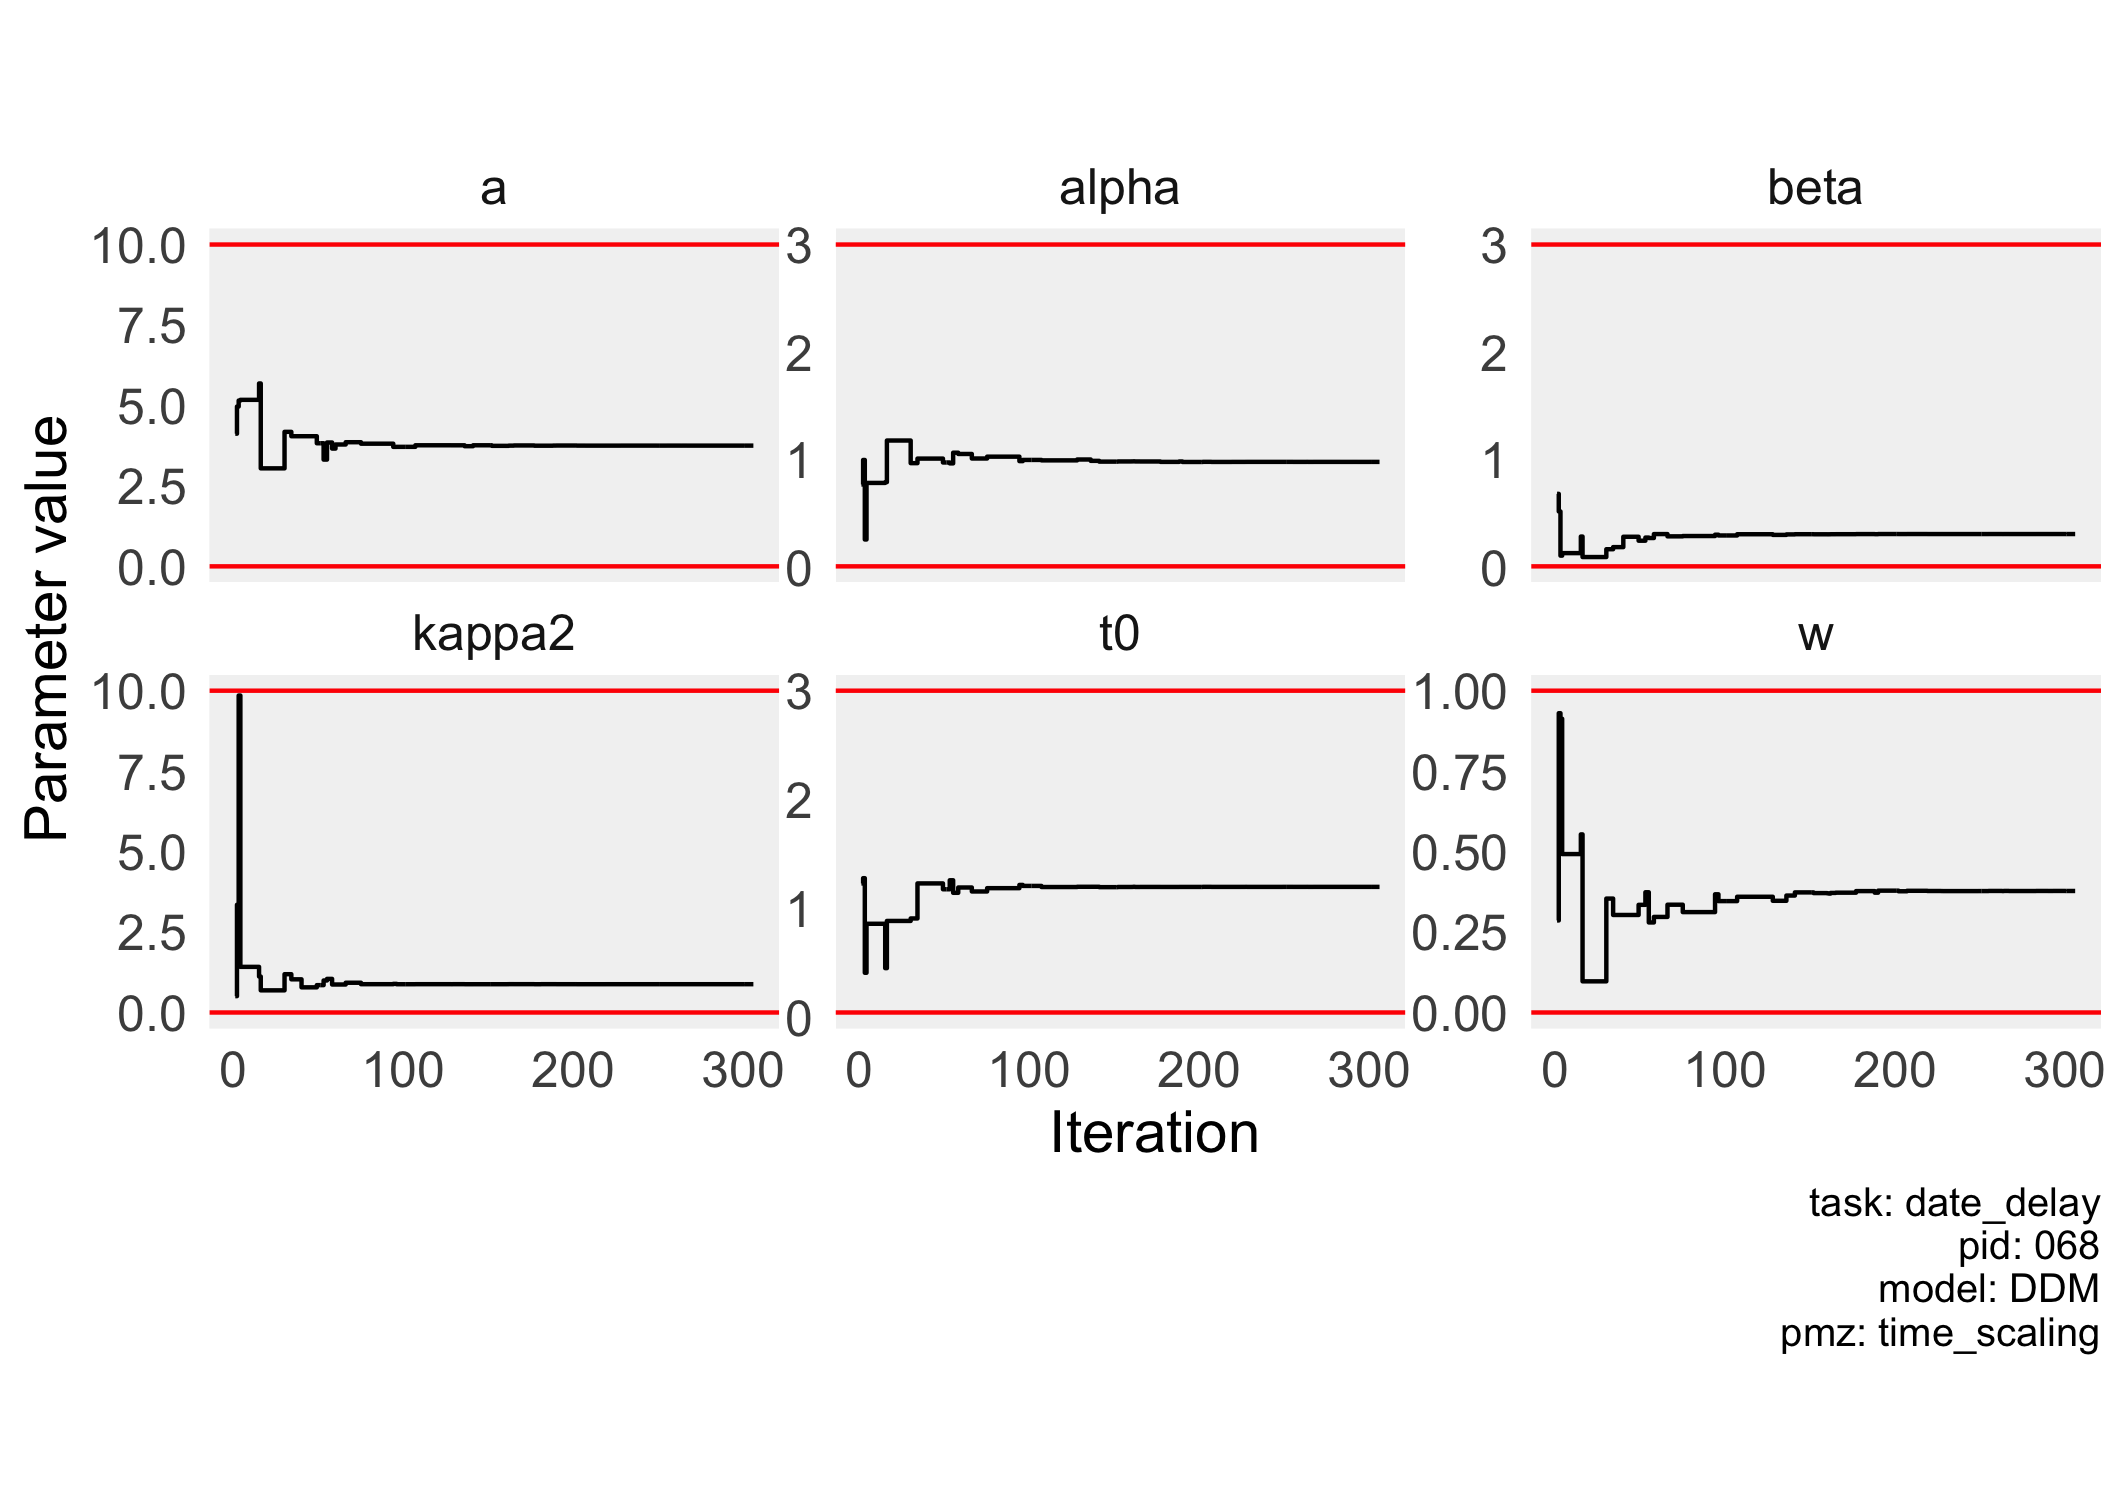 a
alpha
beta
10.0
7.5
5.0
2.5
0.0
3
2
1
0
3
2
1
0
kappa2
t0
w
10.0
7.5
5.0
2.5
0.0
3
2
1
0
1.00
0.75
0.50
0.25
0.00
0 100 200 300
0 100 200 300
0 100 200 300
Parameter value
Iteration
task: date_delay
pid: 068
model: DDM
pmz: time_scaling